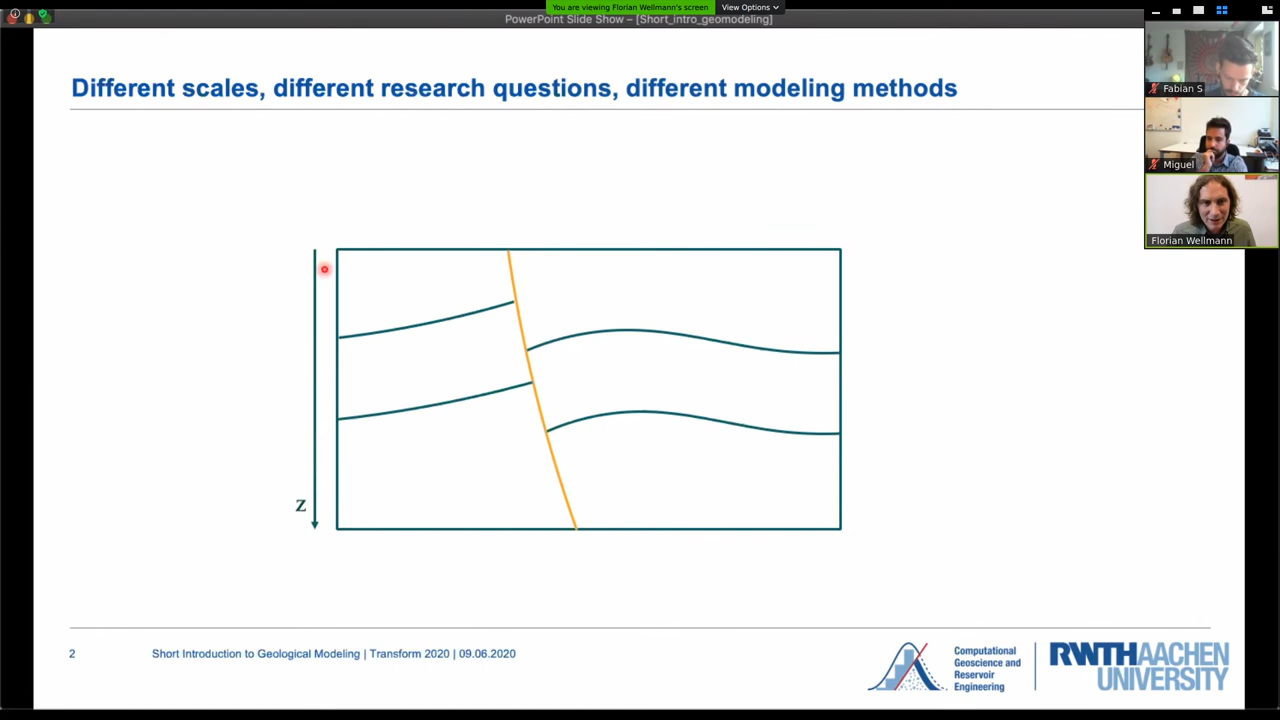 You are viewing Florian Wellmann's screen
View Options
PowerPoint Slide Show – [Short_intro_geomodeling]
Different scales, different research questions, different modeling methods
Fabian S
Miguel
Florian Wellmann
Z
2
Short Introduction to Geological Modeling | Transform 2020 | 09.06.2020
Computational
Geoscience and
Reservoir
Engineering
RWTHAACHEN
UNIVERSITY